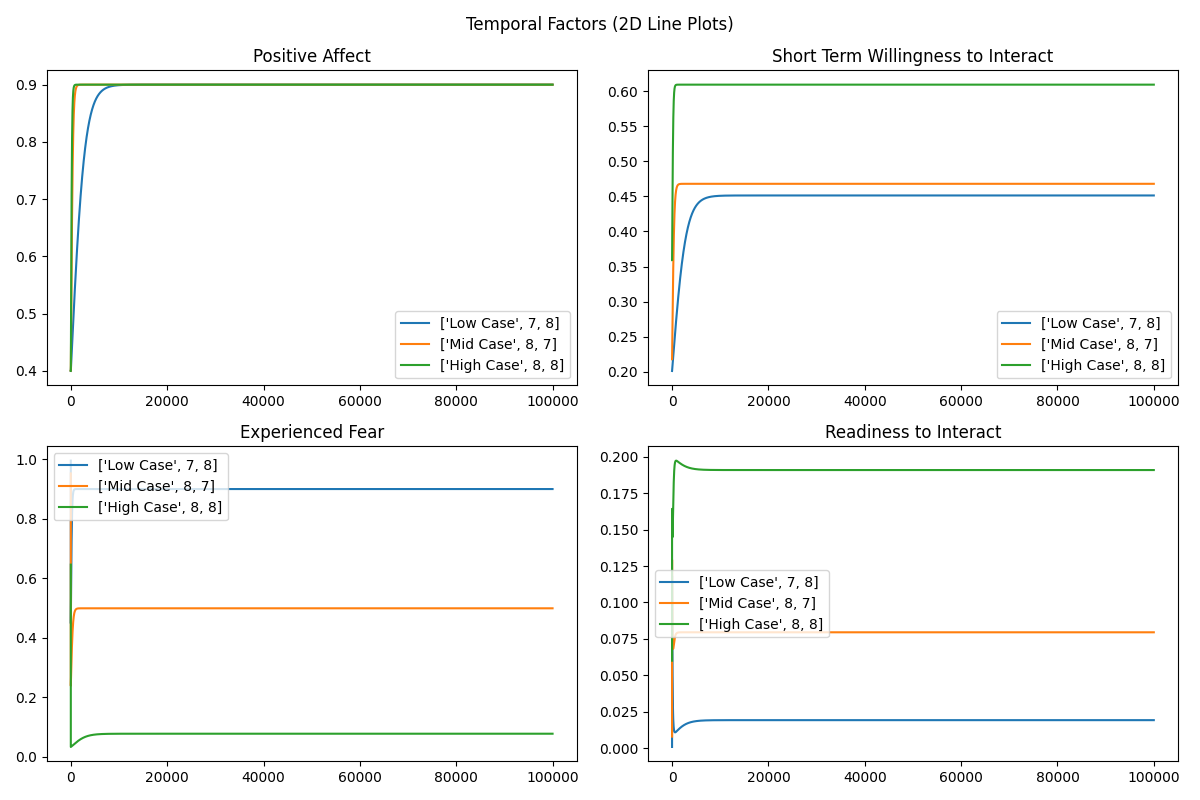 Temporal Factors (2D Line Plots)
Positive Affect
0.9
0.8
0.7
0.6
0.5
0.4
0 20000 40000 60000 80000 100000
['Low Case', 7, 8]
['Mid Case', 8, 7]
['High Case', 8, 8]
Short Term Willingness to Interact
0.60
0.55
0.50
0.45
0.40
0.35
0.30
0.25
0.20
0 20000 40000 60000 80000 100000
['Low Case', 7, 8]
['Mid Case', 8, 7]
['High Case', 8, 8]
Experienced Fear
1.0
0.8
0.6
0.4
0.2
0.0
0 20000 40000 60000 80000 100000
['Low Case', 7, 8]
['Mid Case', 8, 7]
['High Case', 8, 8]
Readiness to Interact
0.200
0.175
0.150
0.125
0.100
0.075
0.050
0.025
0.000
0 20000 40000 60000 80000 100000
['Low Case', 7, 8]
['Mid Case', 8, 7]
['High Case', 8, 8]